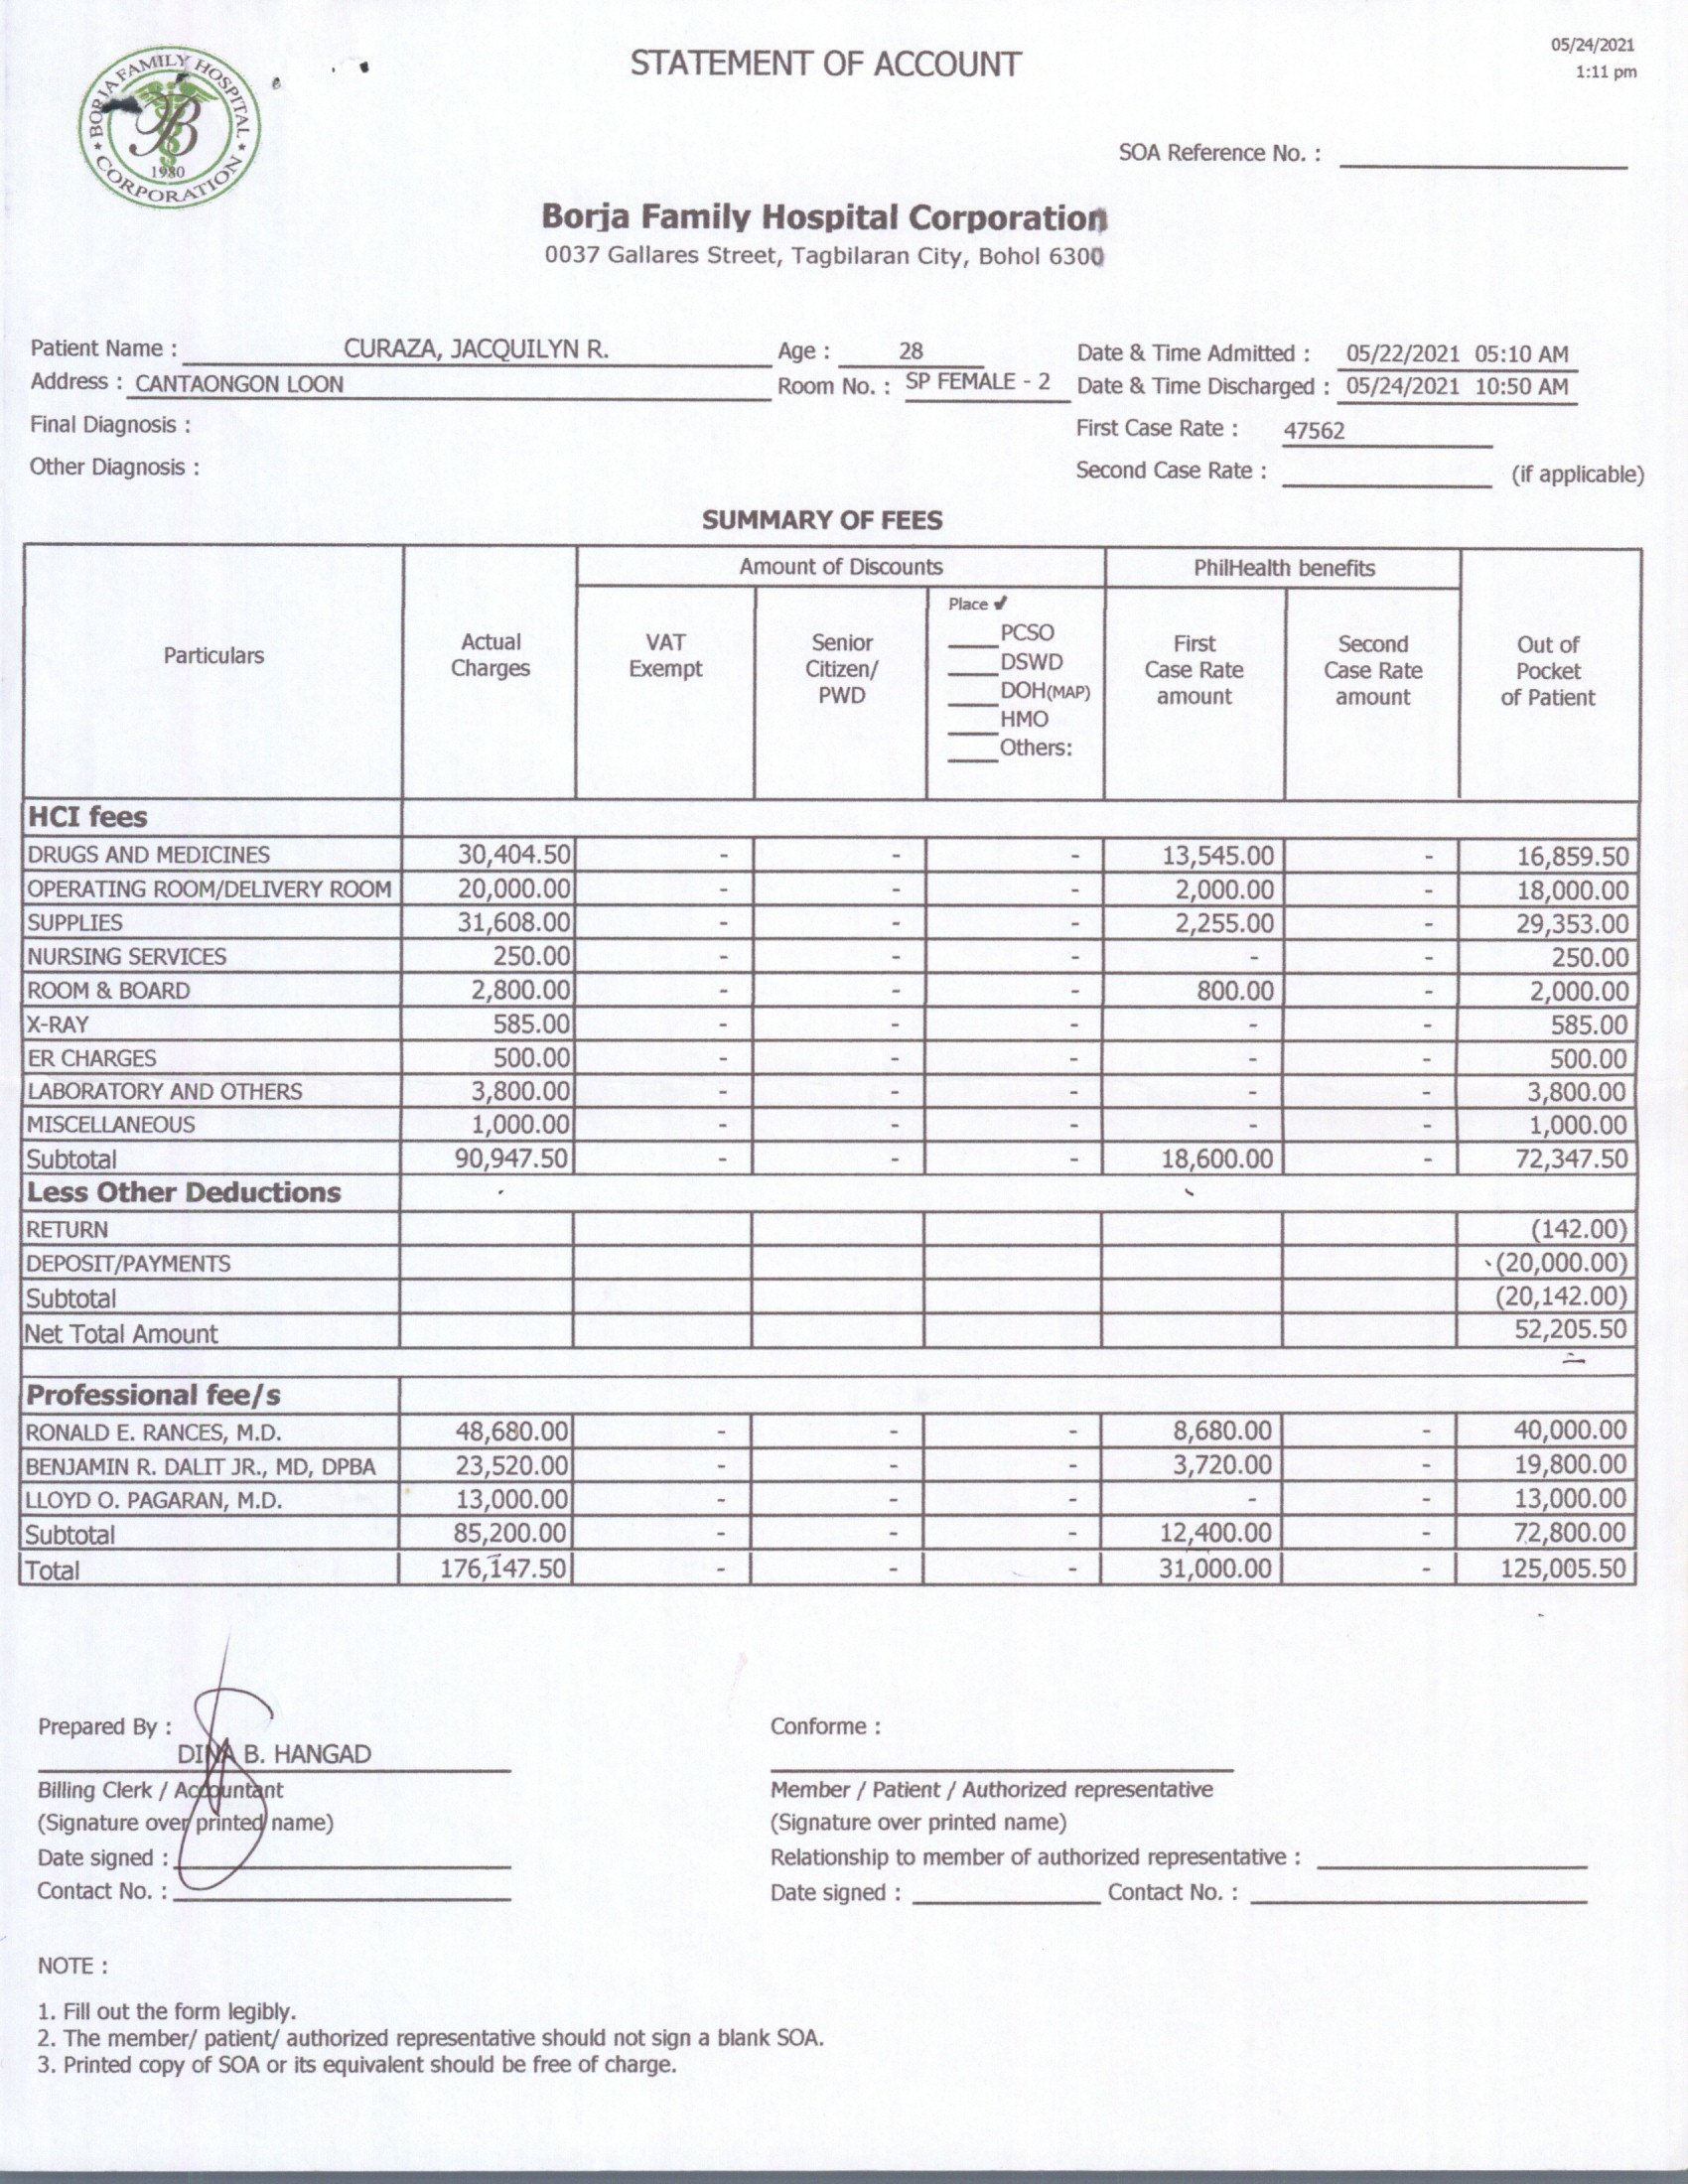 05/24/2021
1:11 pm
STATEMENT OF ACCOUNT
BORJA FAMILY HOSPITAL CORPORATION
B
1980
SOA Reference No. :
Borja Family Hospital Corporation
0037 Gallares Street, Tagbilaran City, Bohol 6300
Patient Name : CURAZA, JACQUILYN R. Age : 28 Date & Time Admitted : 05/22/2021 05:10 AM
Address : CANTAONGON LOON Room No. : SP FEMALE - 2 Date & Time Discharged : 05/24/2021 10:50 AM
Final Diagnosis : First Case Rate : 47562
Other Diagnosis : Second Case Rate : (if applicable)
SUMMARY OF FEES
Particulars
Actual
Charges
Amount of Discounts
VAT
Exempt
Senior
Citizen/
PWD
Place ✔
PCSO
DSWD
DOH(MAP)
HMO
Others:
PhilHealth benefits
First
Case Rate
amount
Second
Case Rate
amount
Out of
Pocket
of Patient
HCI fees
DRUGS AND MEDICINES 30,404.50 - - - 13,545.00 - 16,859.50
OPERATING ROOM/DELIVERY ROOM 20,000.00 - - - 2,000.00 - 18,000.00
SUPPLIES 31,608.00 - - - 2,255.00 - 29,353.00
NURSING SERVICES 250.00 - - - - - 250.00
ROOM & BOARD 2,800.00 - - - 800.00 - 2,000.00
X-RAY 585.00 - - - - - 585.00
ER CHARGES 500.00 - - - - - 500.00
LABORATORY AND OTHERS 3,800.00 - - - - - 3,800.00
MISCELLANEOUS 1,000.00 - - - - - 1,000.00
Subtotal 90,947.50 - - - 18,600.00 - 72,347.50
Less Other Deductions
RETURN (142.00)
DEPOSIT/PAYMENTS (20,000.00)
Subtotal (20,142.00)
Net Total Amount 52,205.50
Professional fee/s
RONALD E. RANCES, M.D. 48,680.00 - - - 8,680.00 - 40,000.00
BENJAMIN R. DALIT JR., MD, DPBA 23,520.00 - - - 3,720.00 - 19,800.00
LLOYD O. PAGARAN, M.D. 13,000.00 - - - - - 13,000.00
Subtotal 85,200.00 - - - 12,400.00 - 72,800.00
Total 176,147.50 - - - 31,000.00 - 125,005.50
Prepared By : Conforme :
DINA B. HANGAD
Billing Clerk / Accountant Member / Patient / Authorized representative
(Signature over printed name) (Signature over printed name)
Date signed : Relationship to member of authorized representative :
Contact No. : Date signed : Contact No. :
NOTE :
1. Fill out the form legibly.
2. The member/ patient/ authorized representative should not sign a blank SOA.
3. Printed copy of SOA or its equivalent should be free of charge.